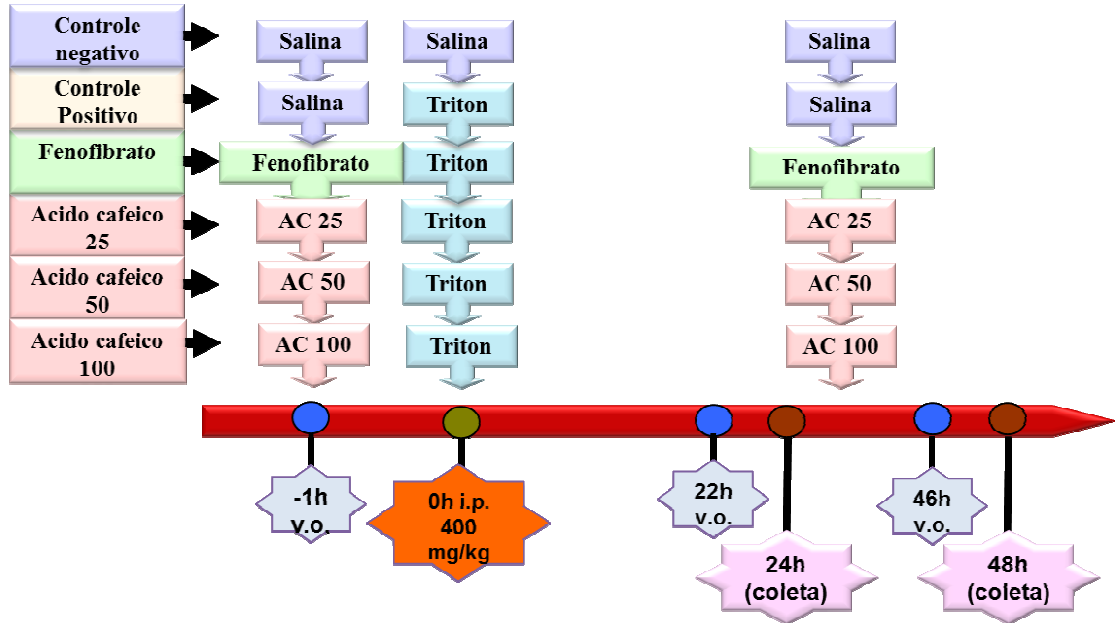 Controle
negativo
Salina
Salina
Salina
Controle
Positivo
Salina
Triton
Salina
Fenofibrato
Fenofibrato
Triton
Fenofibrato
Acido cafeico
25
AC 25
Triton
AC 25
Acido cafeico
50
AC 50
Triton
AC 50
Acido cafeico
100
AC 100
Triton
AC 100
-1h
v.o.
0h i.p.
400
mg/kg
22h
v.o.
46h
v.o.
24h
(coleta)
48h
(coleta)